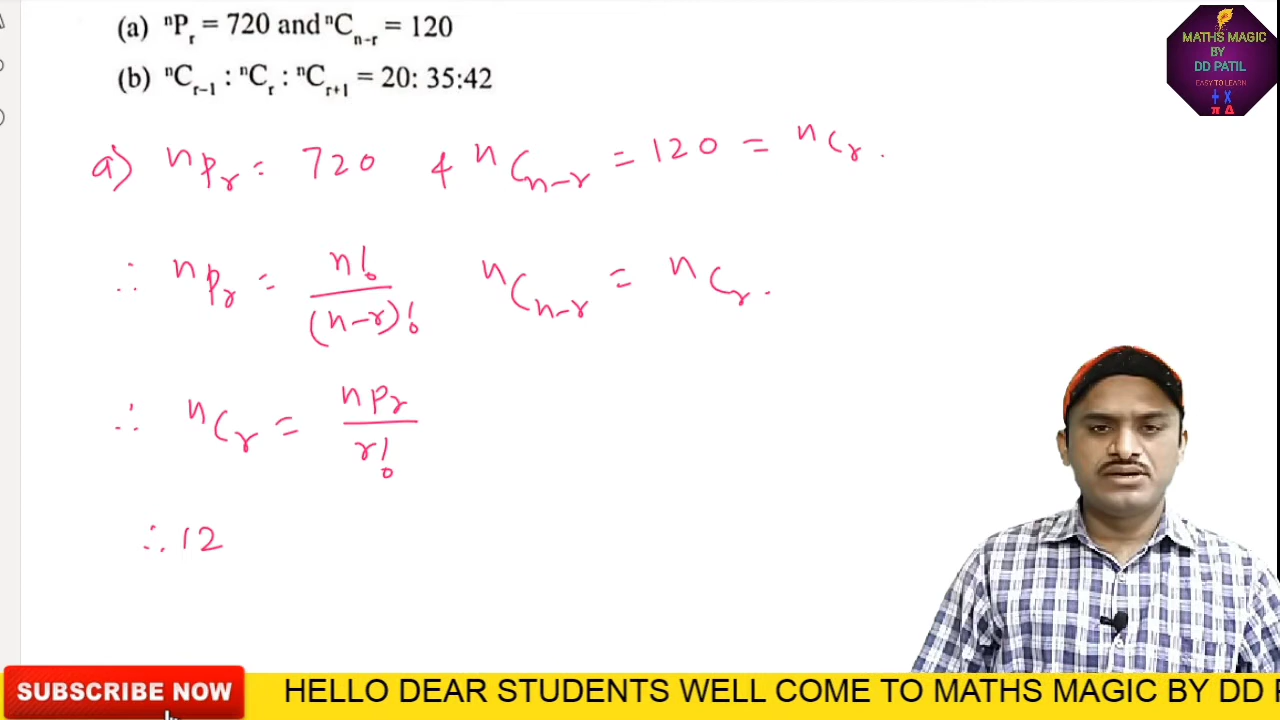 (a) ⁿPᵣ = 720 and ⁿCₙ₋ᵣ = 120
(b) ⁿCᵣ₋₁ : ⁿCᵣ : ⁿCᵣ₊₁ = 20: 35:42
MATHS MAGIC
BY
DD PATIL
EASY TO LEARN
+ X
π Δ
a) ⁿPᵣ = 720 & ⁿCₙ₋ᵣ = 120 = ⁿCᵣ.
∴ ⁿPᵣ = n! / (n-r)! ⁿCₙ₋ᵣ = ⁿCᵣ.
∴ ⁿCᵣ = ⁿPᵣ / r!
∴ 12
SUBSCRIBE NOW
HELLO DEAR STUDENTS WELL COME TO MATHS MAGIC BY DD